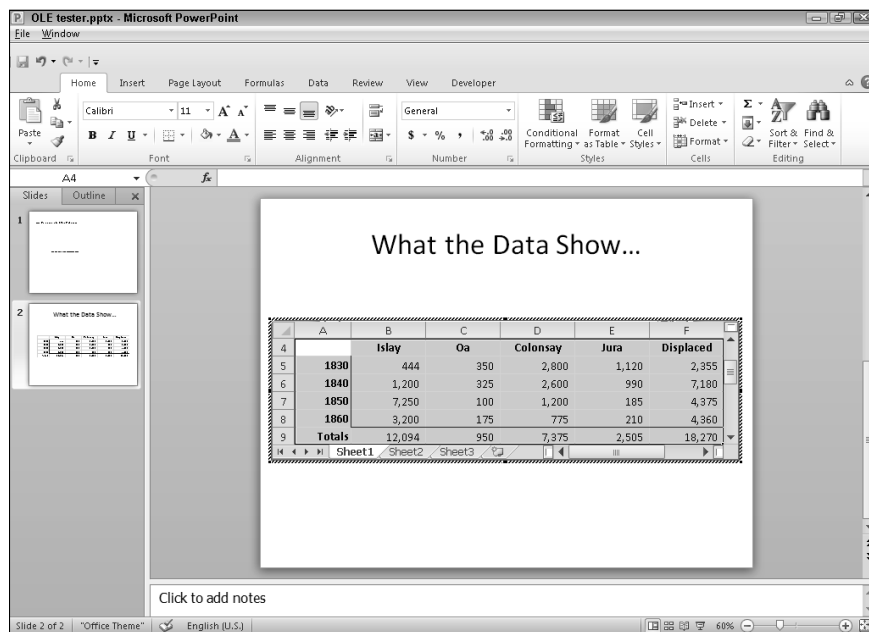 OLE tester.pptx - Microsoft PowerPoint
File Window
Home Insert Page Layout Formulas Data Review View Developer
Paste
Clipboard
Calibri 11 A A
B I U A
Font
Alignment
General
$ % , .00 .00
Number
Conditional Formatting
Format as Table
Cell Styles
Styles
Insert
Delete
Format
Cells
Σ
Sort & Filter
Find & Select
Editing
A4 fx
Slides Outline
1
2
What the Data Show...
What the Data Show...
A B C D E F
4 Islay Oa Colonsay Jura Displaced
5 1830 444 350 2,800 1,120 2,355
6 1840 1,200 325 2,600 990 7,180
7 1850 7,250 100 1,200 185 4,375
8 1860 3,200 175 775 210 4,360
9 Totals 12,094 950 7,375 2,505 18,270
Sheet1 Sheet2 Sheet3
Click to add notes
Slide 2 of 2 "Office Theme" English (U.S.) 60%